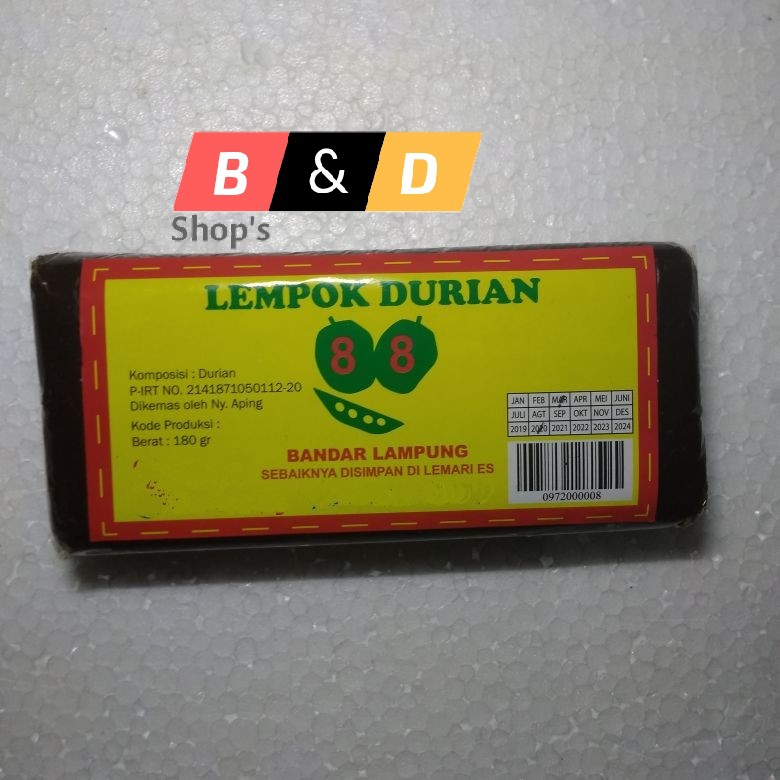 B & D
Shop's
LEMPOK DURIAN
8 8
Komposisi : Durian
P-IRT NO. 2141871050112-20
Dikemas oleh Ny. Aping
Kode Produksi :
Berat : 180 gr
BANDAR LAMPUNG
SEBAIKNYA DISIMPAN DI LEMARI ES
JAN FEB MAR APR MEI JUNI
JULI AGT SEP OKT NOV DES
2019 2020 2021 2022 2023 2024
0972000008